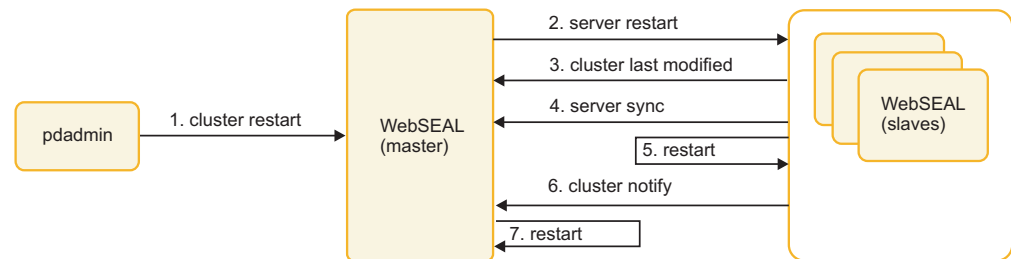 pdadmin
1. cluster restart
WebSEAL
(master)
2. server restart
3. cluster last modified
4. server sync
5. restart
6. cluster notify
7. restart
WebSEAL
(slaves)